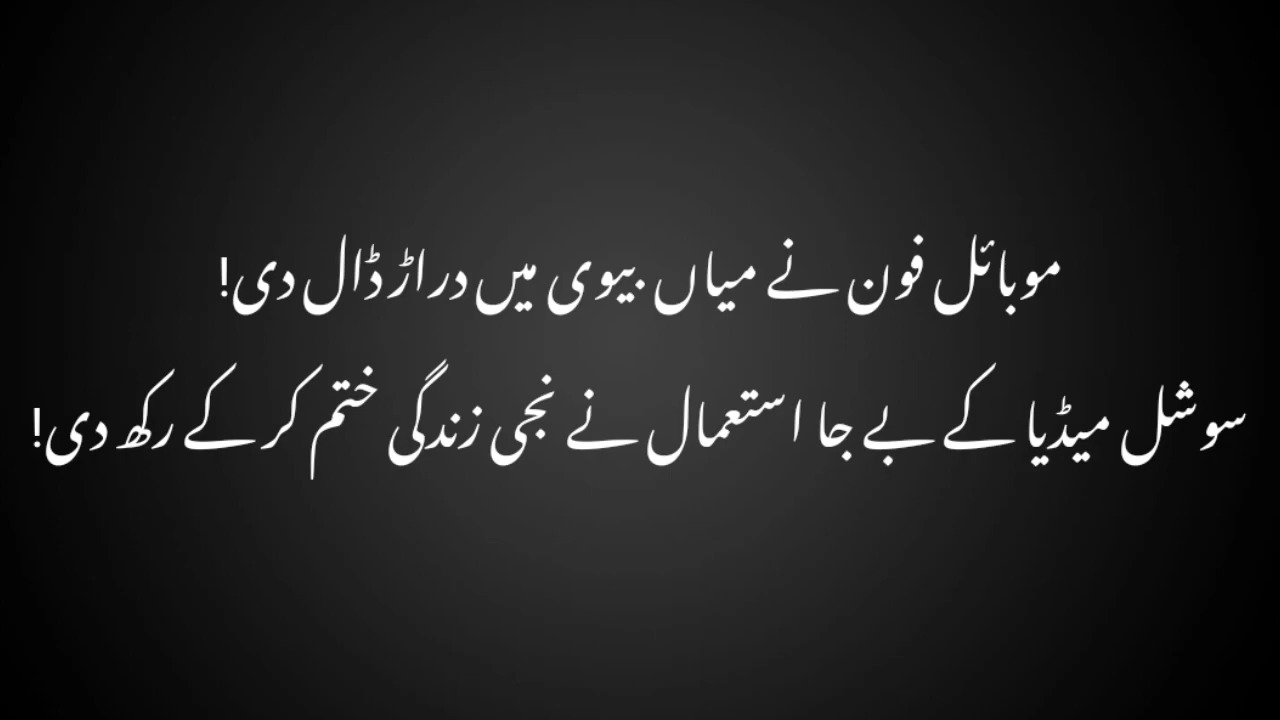 موبائل فون نے میاں بیوی میں دراڑ ڈال دی!
سوشل میڈیا کے بے جا استعمال نے نجی زندگی ختم کر کے رکھ دی!